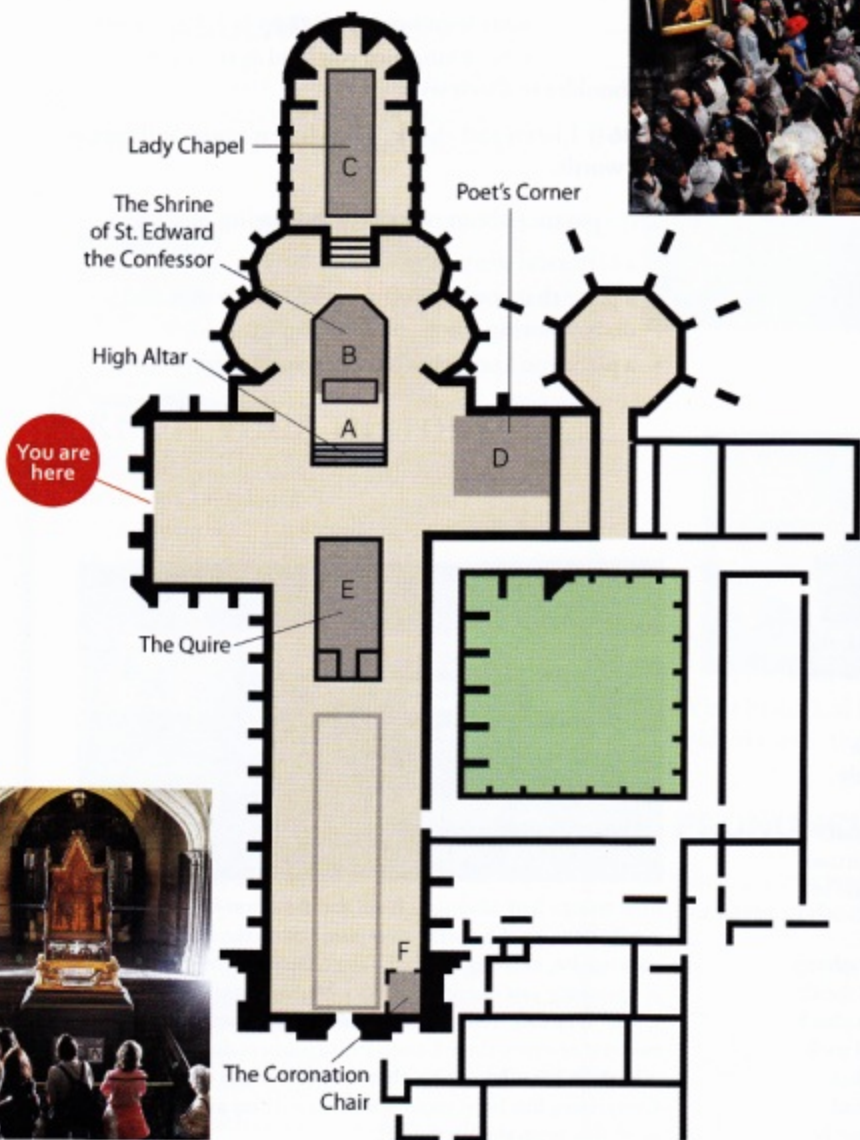 Lady Chapel
C
The Shrine
of St. Edward
the Confessor
Poet's Corner
High Altar
B
A
D
You are
here
E
The Quire
F
The Coronation
Chair